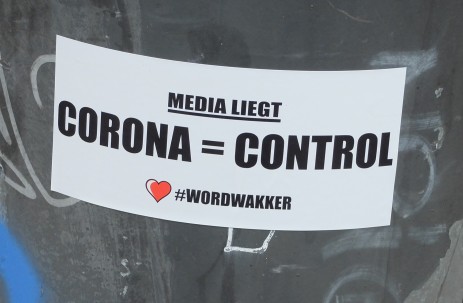 MEDIA LIEGT
CORONA = CONTROL
#WORDWAKKER